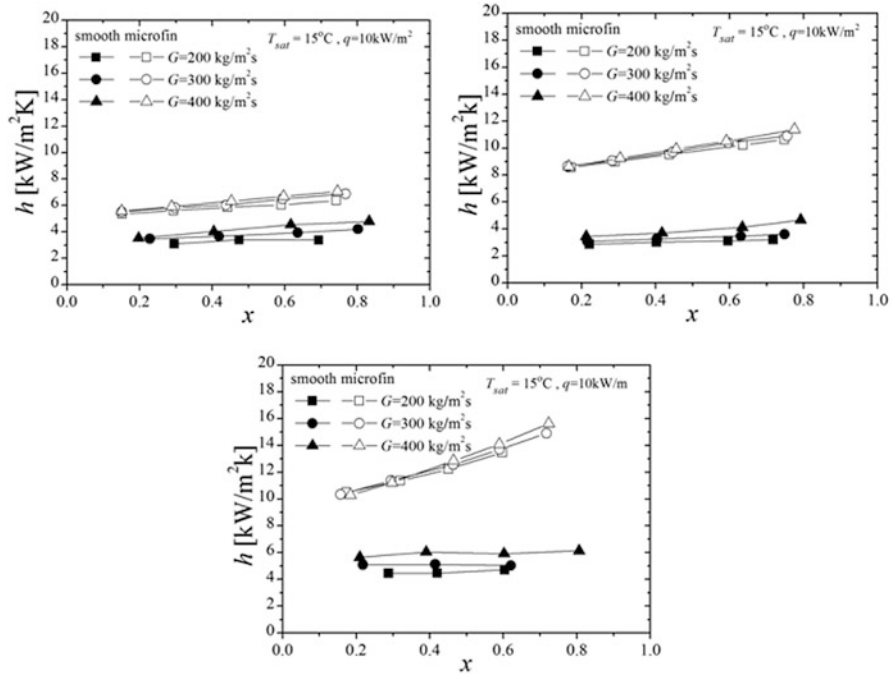 20
18
16
14
12
10
8
6
4
2
0
h [kW/m²K]
smooth microfin
T_sat = 15°C , q=10kW/m²
G=200 kg/m²s
G=300 kg/m²s
G=400 kg/m²s
0.0 0.2 0.4 0.6 0.8 1.0
x
20
18
16
14
12
10
8
6
4
2
0
h [kW/m²K]
smooth microfin
T_sat = 15°C , q=10kW/m²
G=200 kg/m²s
G=300 kg/m²s
G=400 kg/m²s
0.0 0.2 0.4 0.6 0.8 1.0
x
20
18
16
14
12
10
8
6
4
2
0
h [kW/m²k]
smooth microfin
T_sat = 15°C , q=10kW/m
G=200 kg/m²s
G=300 kg/m²s
G=400 kg/m²s
0.0 0.2 0.4 0.6 0.8 1.0
x